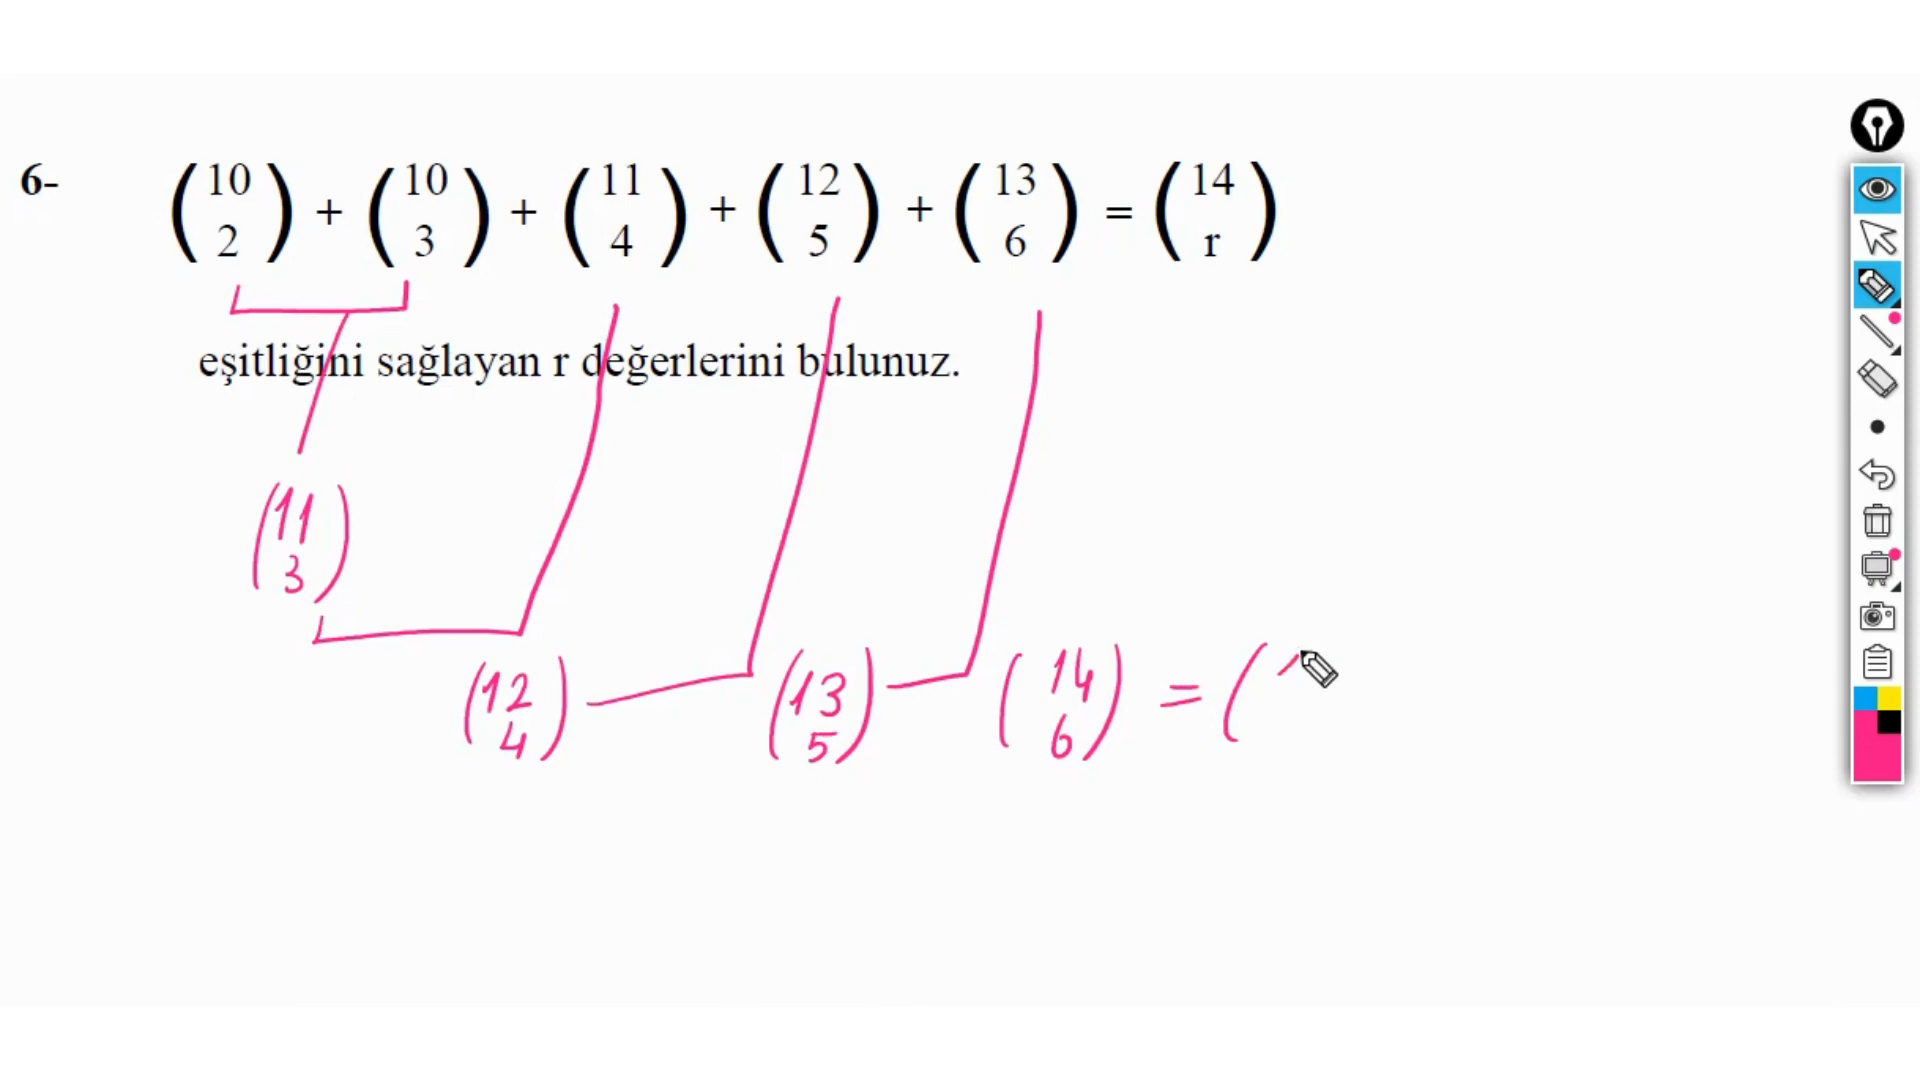 6- (10 2) + (10 3) + (11 4) + (12 5) + (13 6) = (14 r)
eşitliğini sağlayan r değerlerini bulunuz.
(11 3)
(12 4) (13 5) (14 6) = (